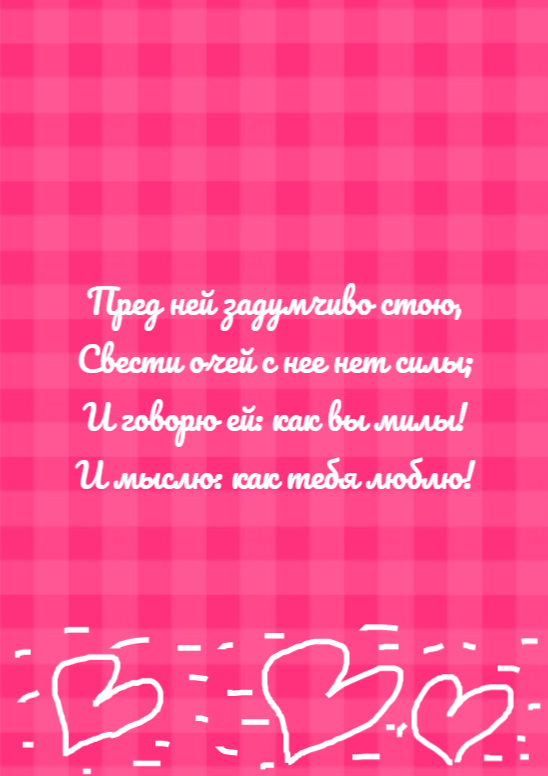 Пред ней задумчиво стою,
Свести очей с нее нет силы;
И говорю ей: как вы милы!
И мыслю: как тебя люблю!